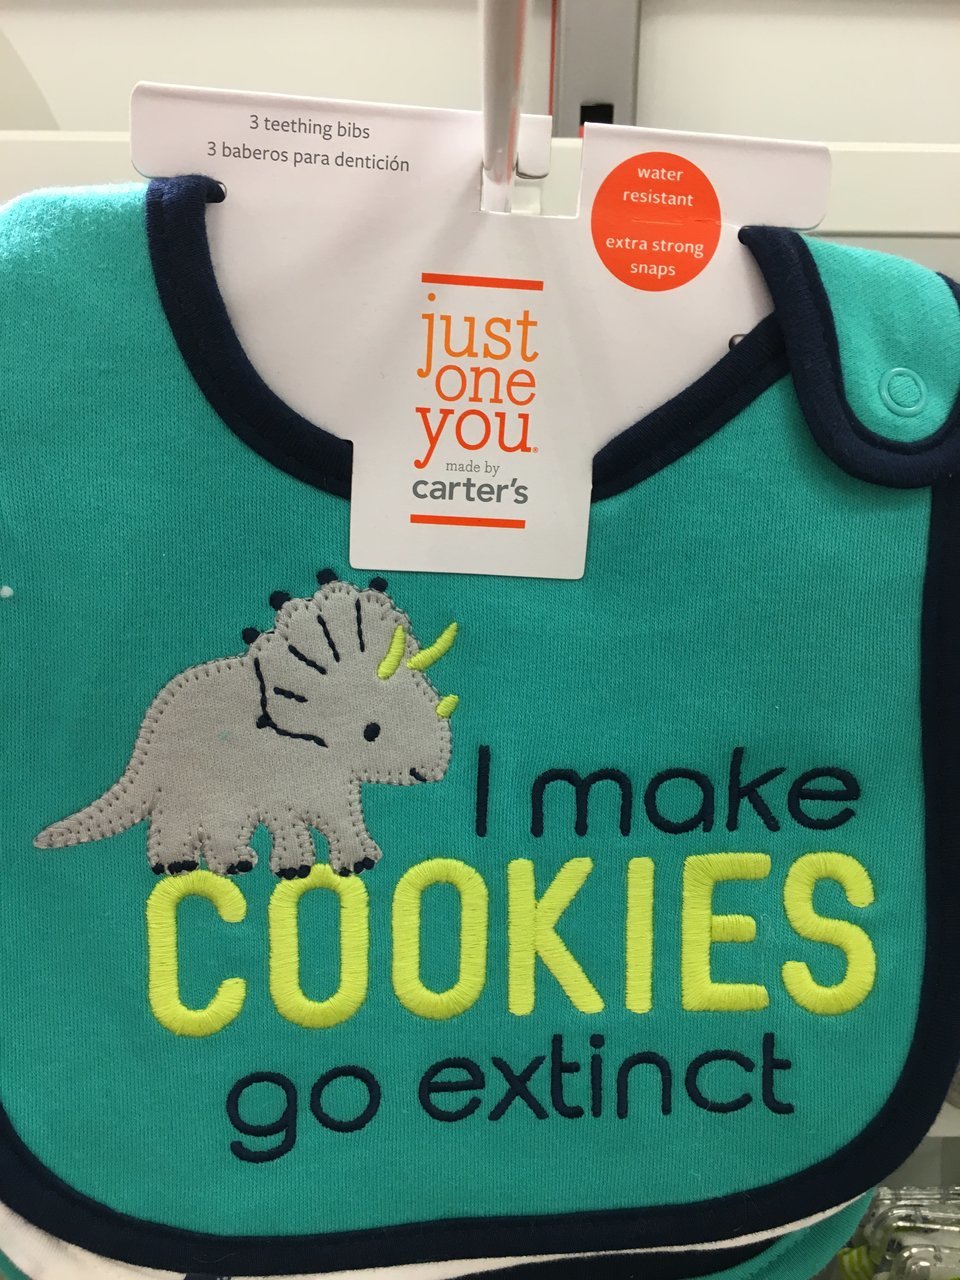 3 teething bibs
3 baberos para dentición
water
resistant
extra strong
snaps
just
one
you®
made by
carter's
I make
COOKIES
go extinct